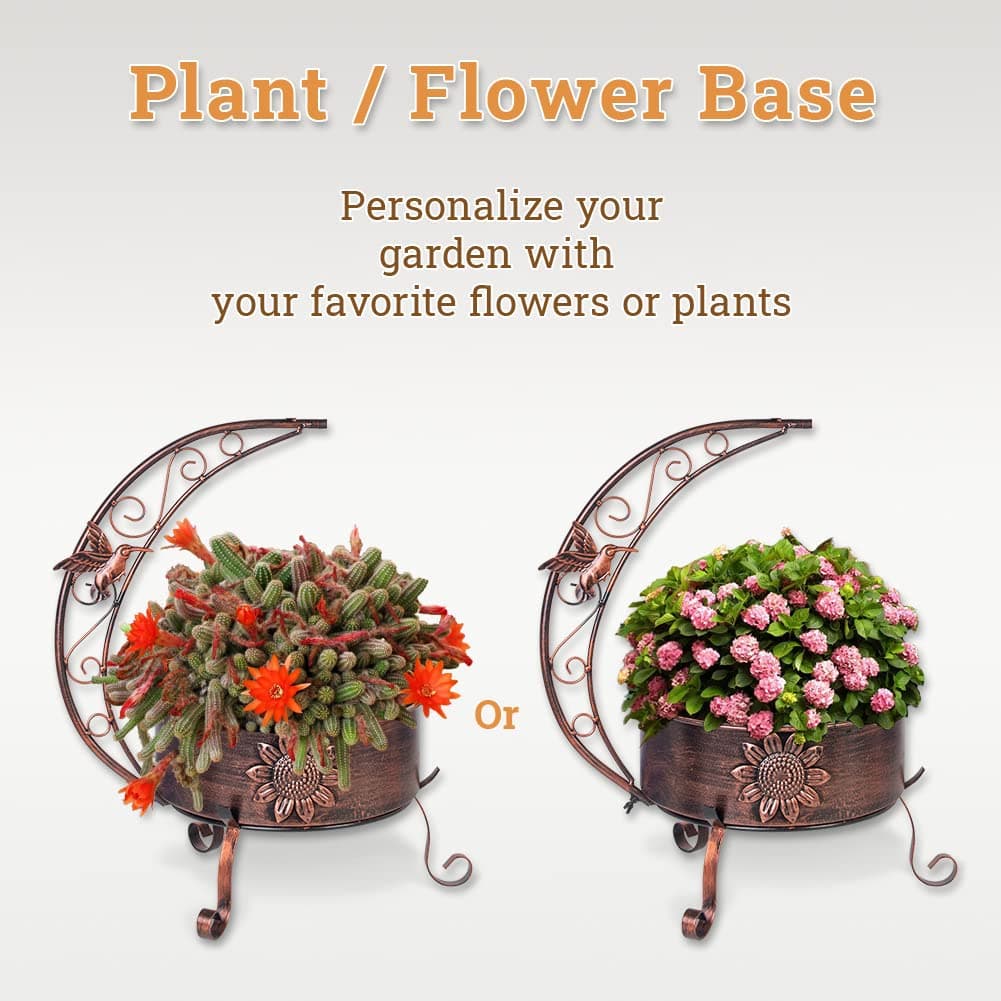 Plant / Flower Base
Personalize your
garden with
your favorite flowers or plants
Or